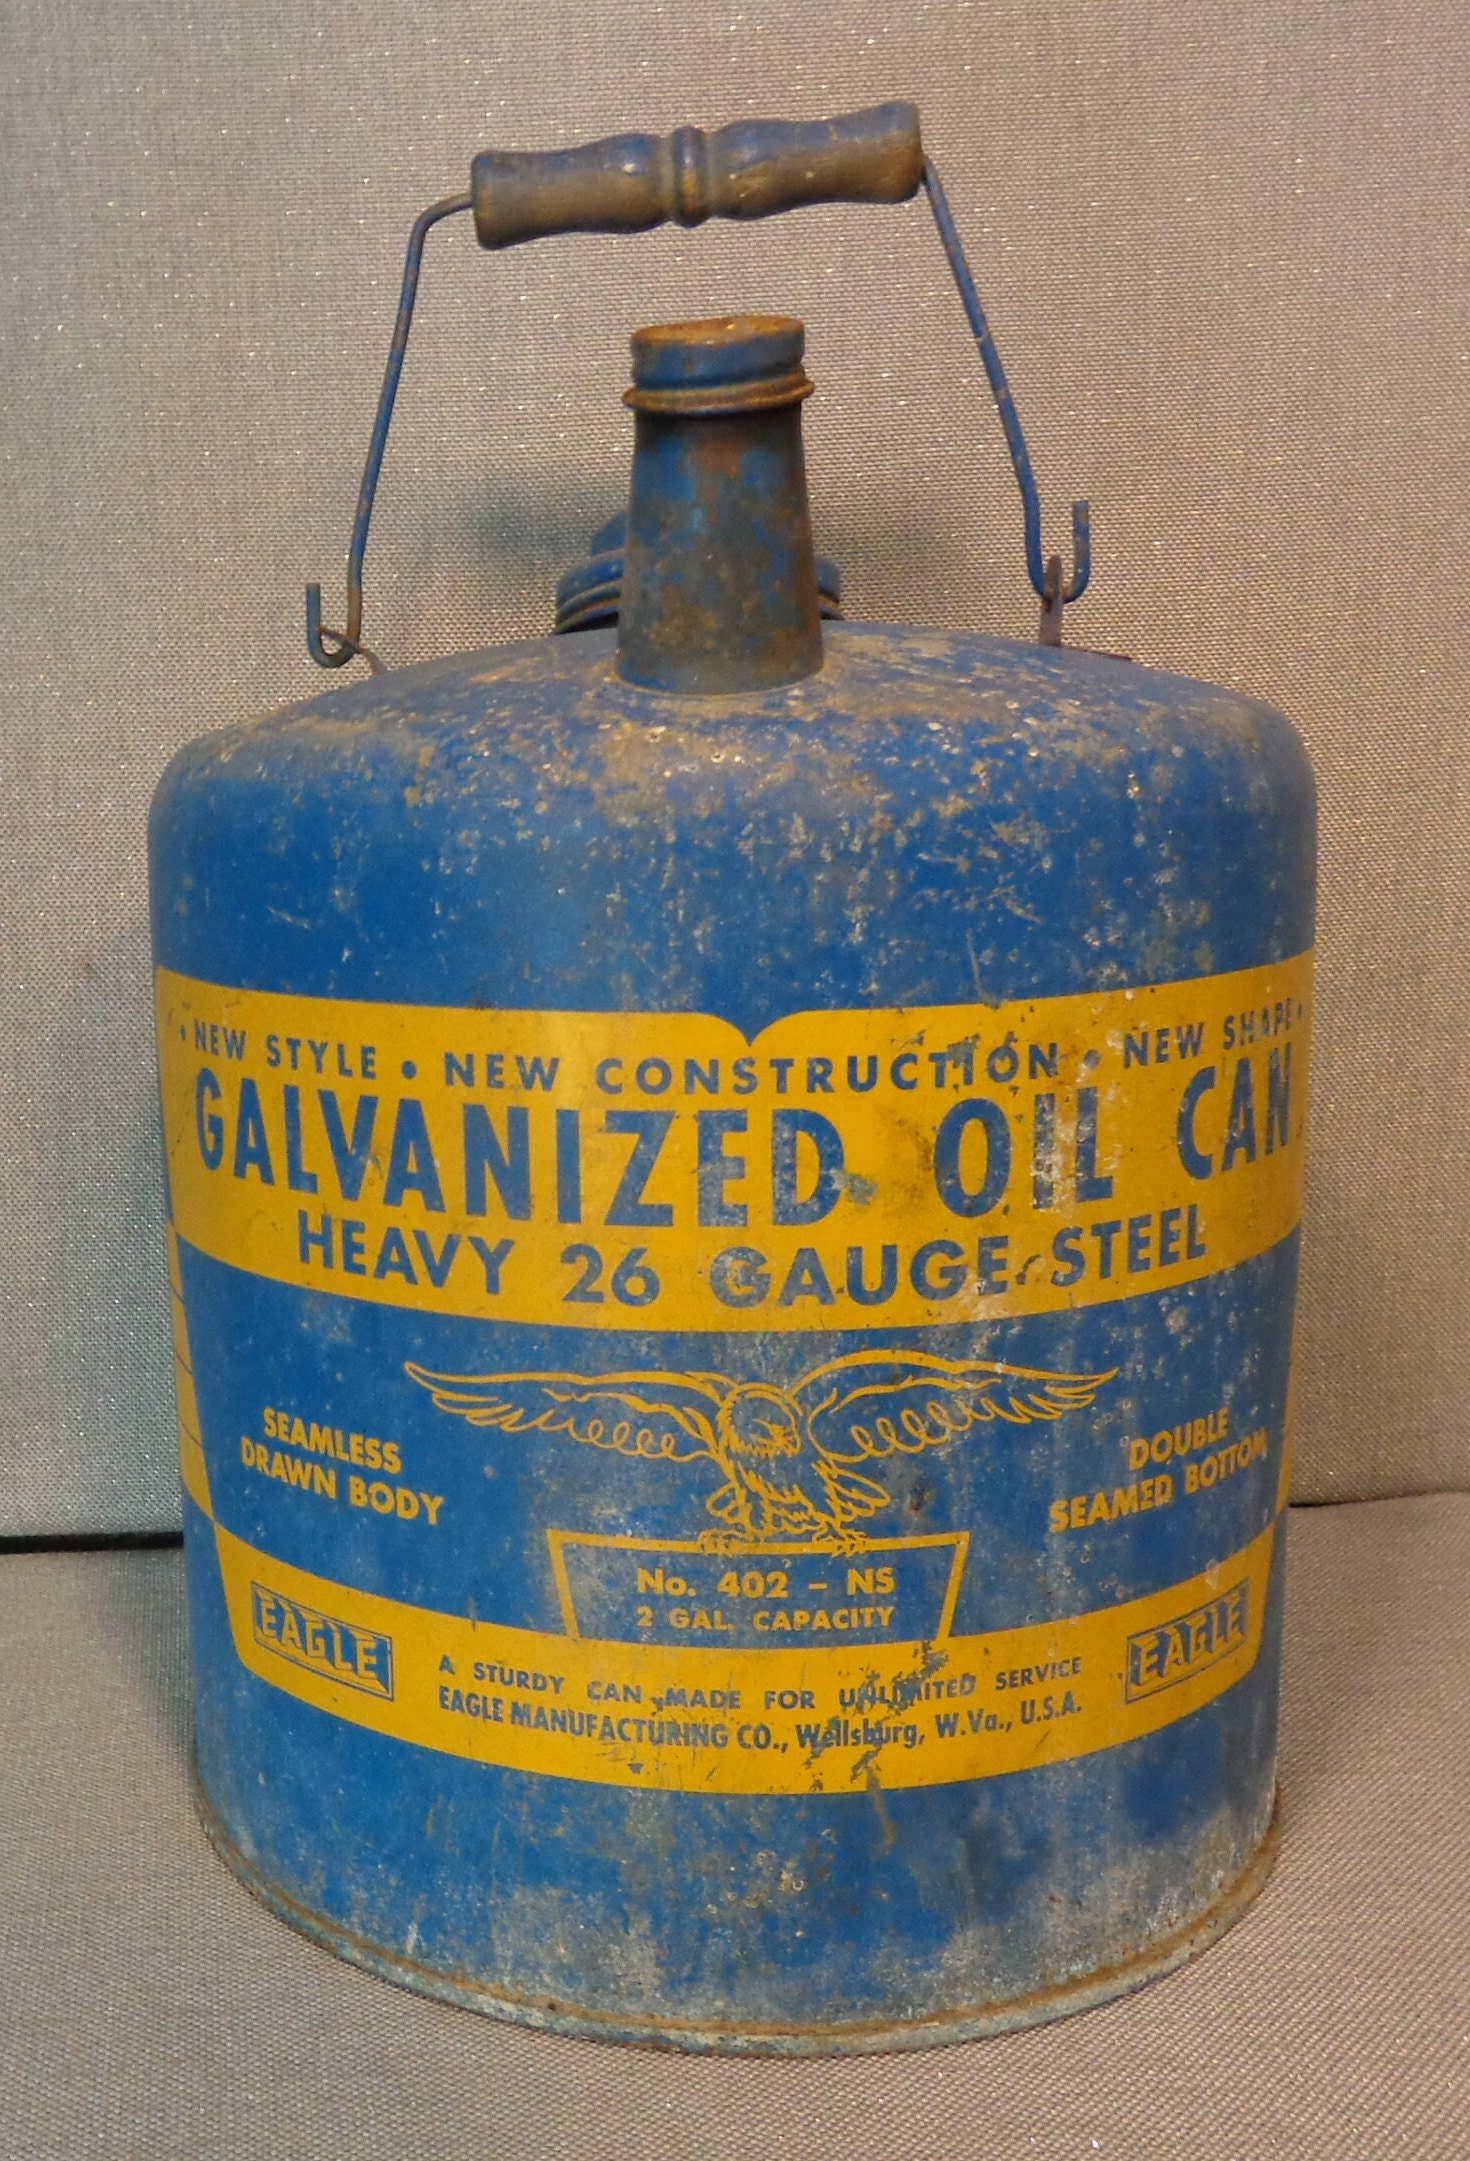 • NEW STYLE • NEW CONSTRUCTION • NEW SHAPE •
GALVANIZED OIL CAN
HEAVY 26 GAUGE STEEL
SEAMLESS
DRAWN BODY
DOUBLE
SEAMED BOTTOM
No. 402 - NS
2 GAL. CAPACITY
EAGLE
EAGLE
A STURDY CAN MADE FOR UNLIMITED SERVICE
EAGLE MANUFACTURING CO., Wellsburg, W.Va., U.S.A.